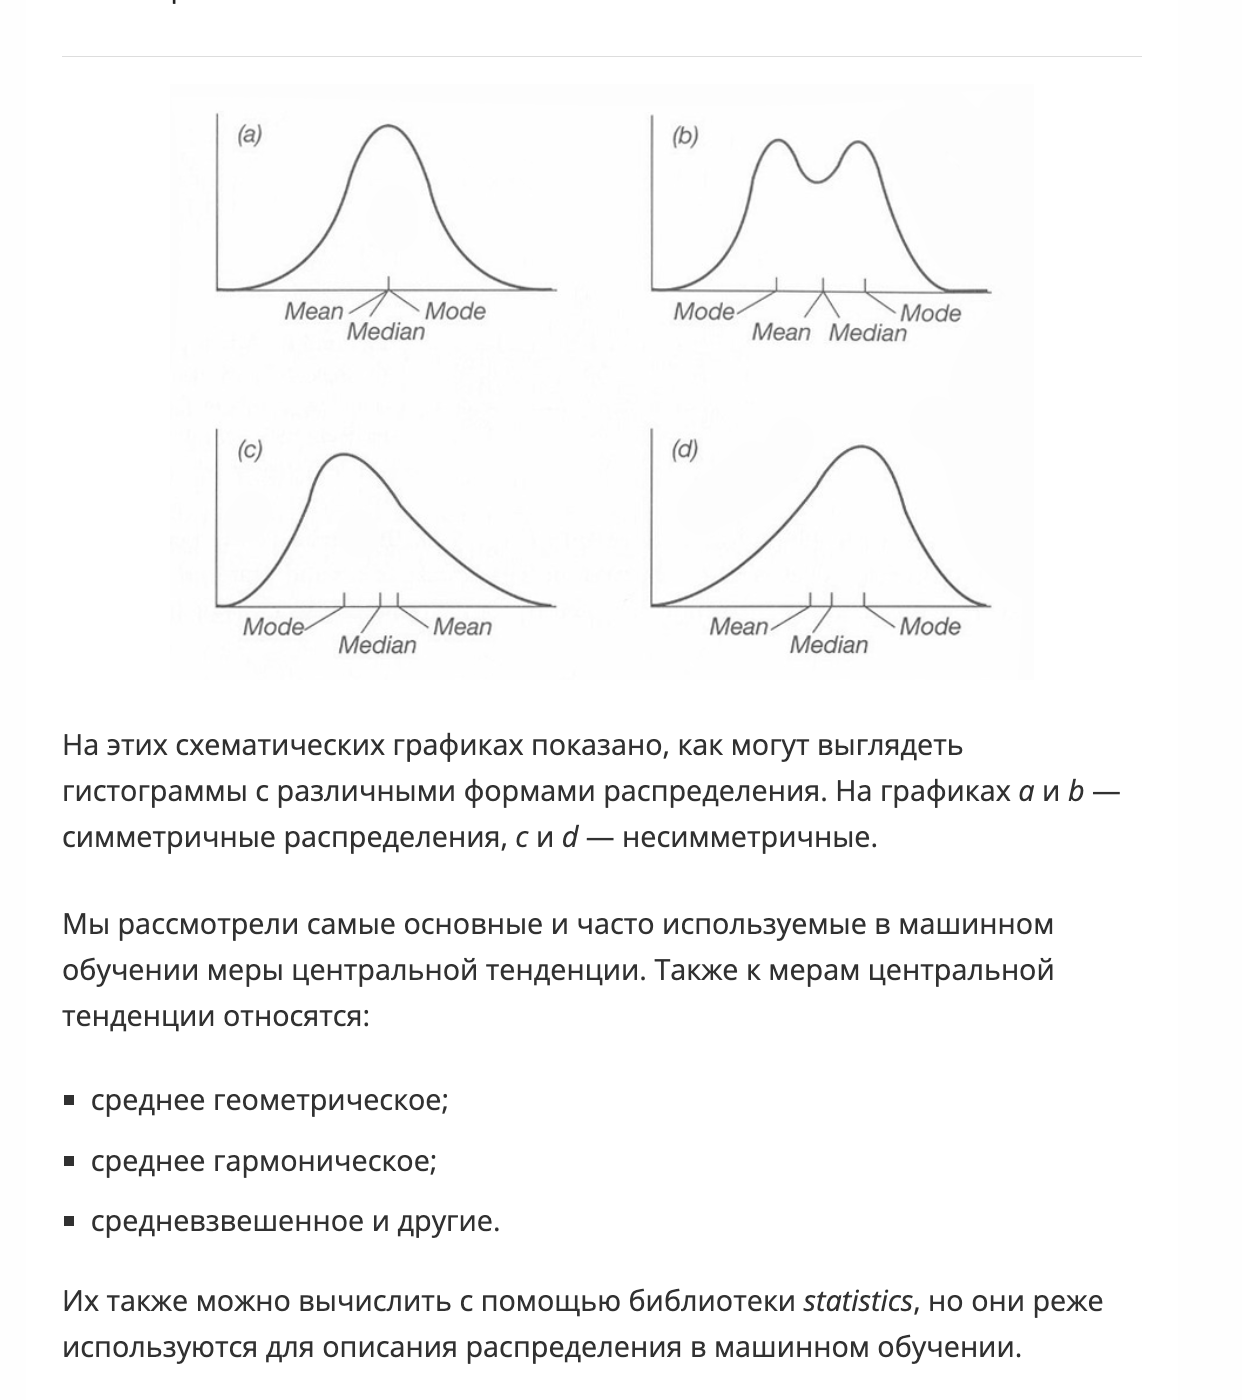 (a)
Mean
Mode
Median
(b)
Mode
Mode
Mean
Median
(c)
Mode
Mean
Median
(d)
Mean
Mode
Median
На этих схематических графиках показано, как могут выглядеть
гистограммы с различными формами распределения. На графиках a и b —
симметричные распределения, c и d — несимметричные.
Мы рассмотрели самые основные и часто используемые в машинном
обучении меры центральной тенденции. Также к мерам центральной
тенденции относятся:
▪ среднее геометрическое;
▪ среднее гармоническое;
▪ средневзвешенное и другие.
Их также можно вычислить с помощью библиотеки statistics, но они реже
используются для описания распределения в машинном обучении.